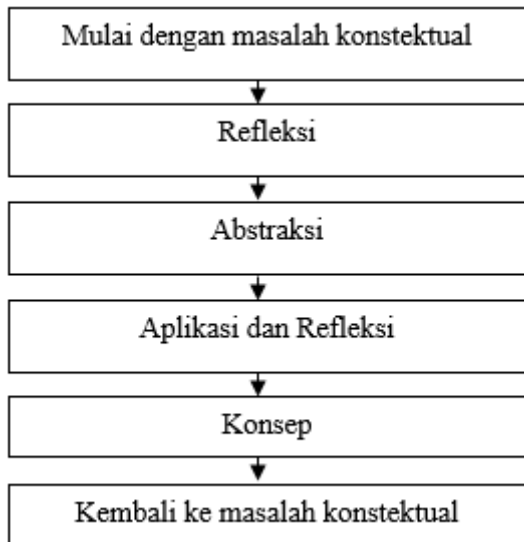 Mulai dengan masalah konstektual
Refleksi
Abstraksi
Aplikasi dan Refleksi
Konsep
Kembali ke masalah konstektual